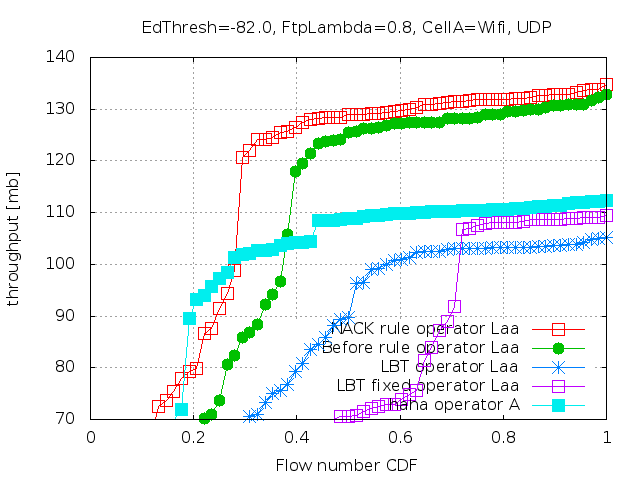 EdThresh=-82.0, FtpLambda=0.8, CellA=Wifi, UDP
140
130
120
110
100
90
80
70
throughput [mb]
NACK rule operator Laa
Before rule operator Laa
LBT operator Laa
LBT fixed operator Laa
haha operator A
0
0.2
0.4
0.6
0.8
1
Flow number CDF